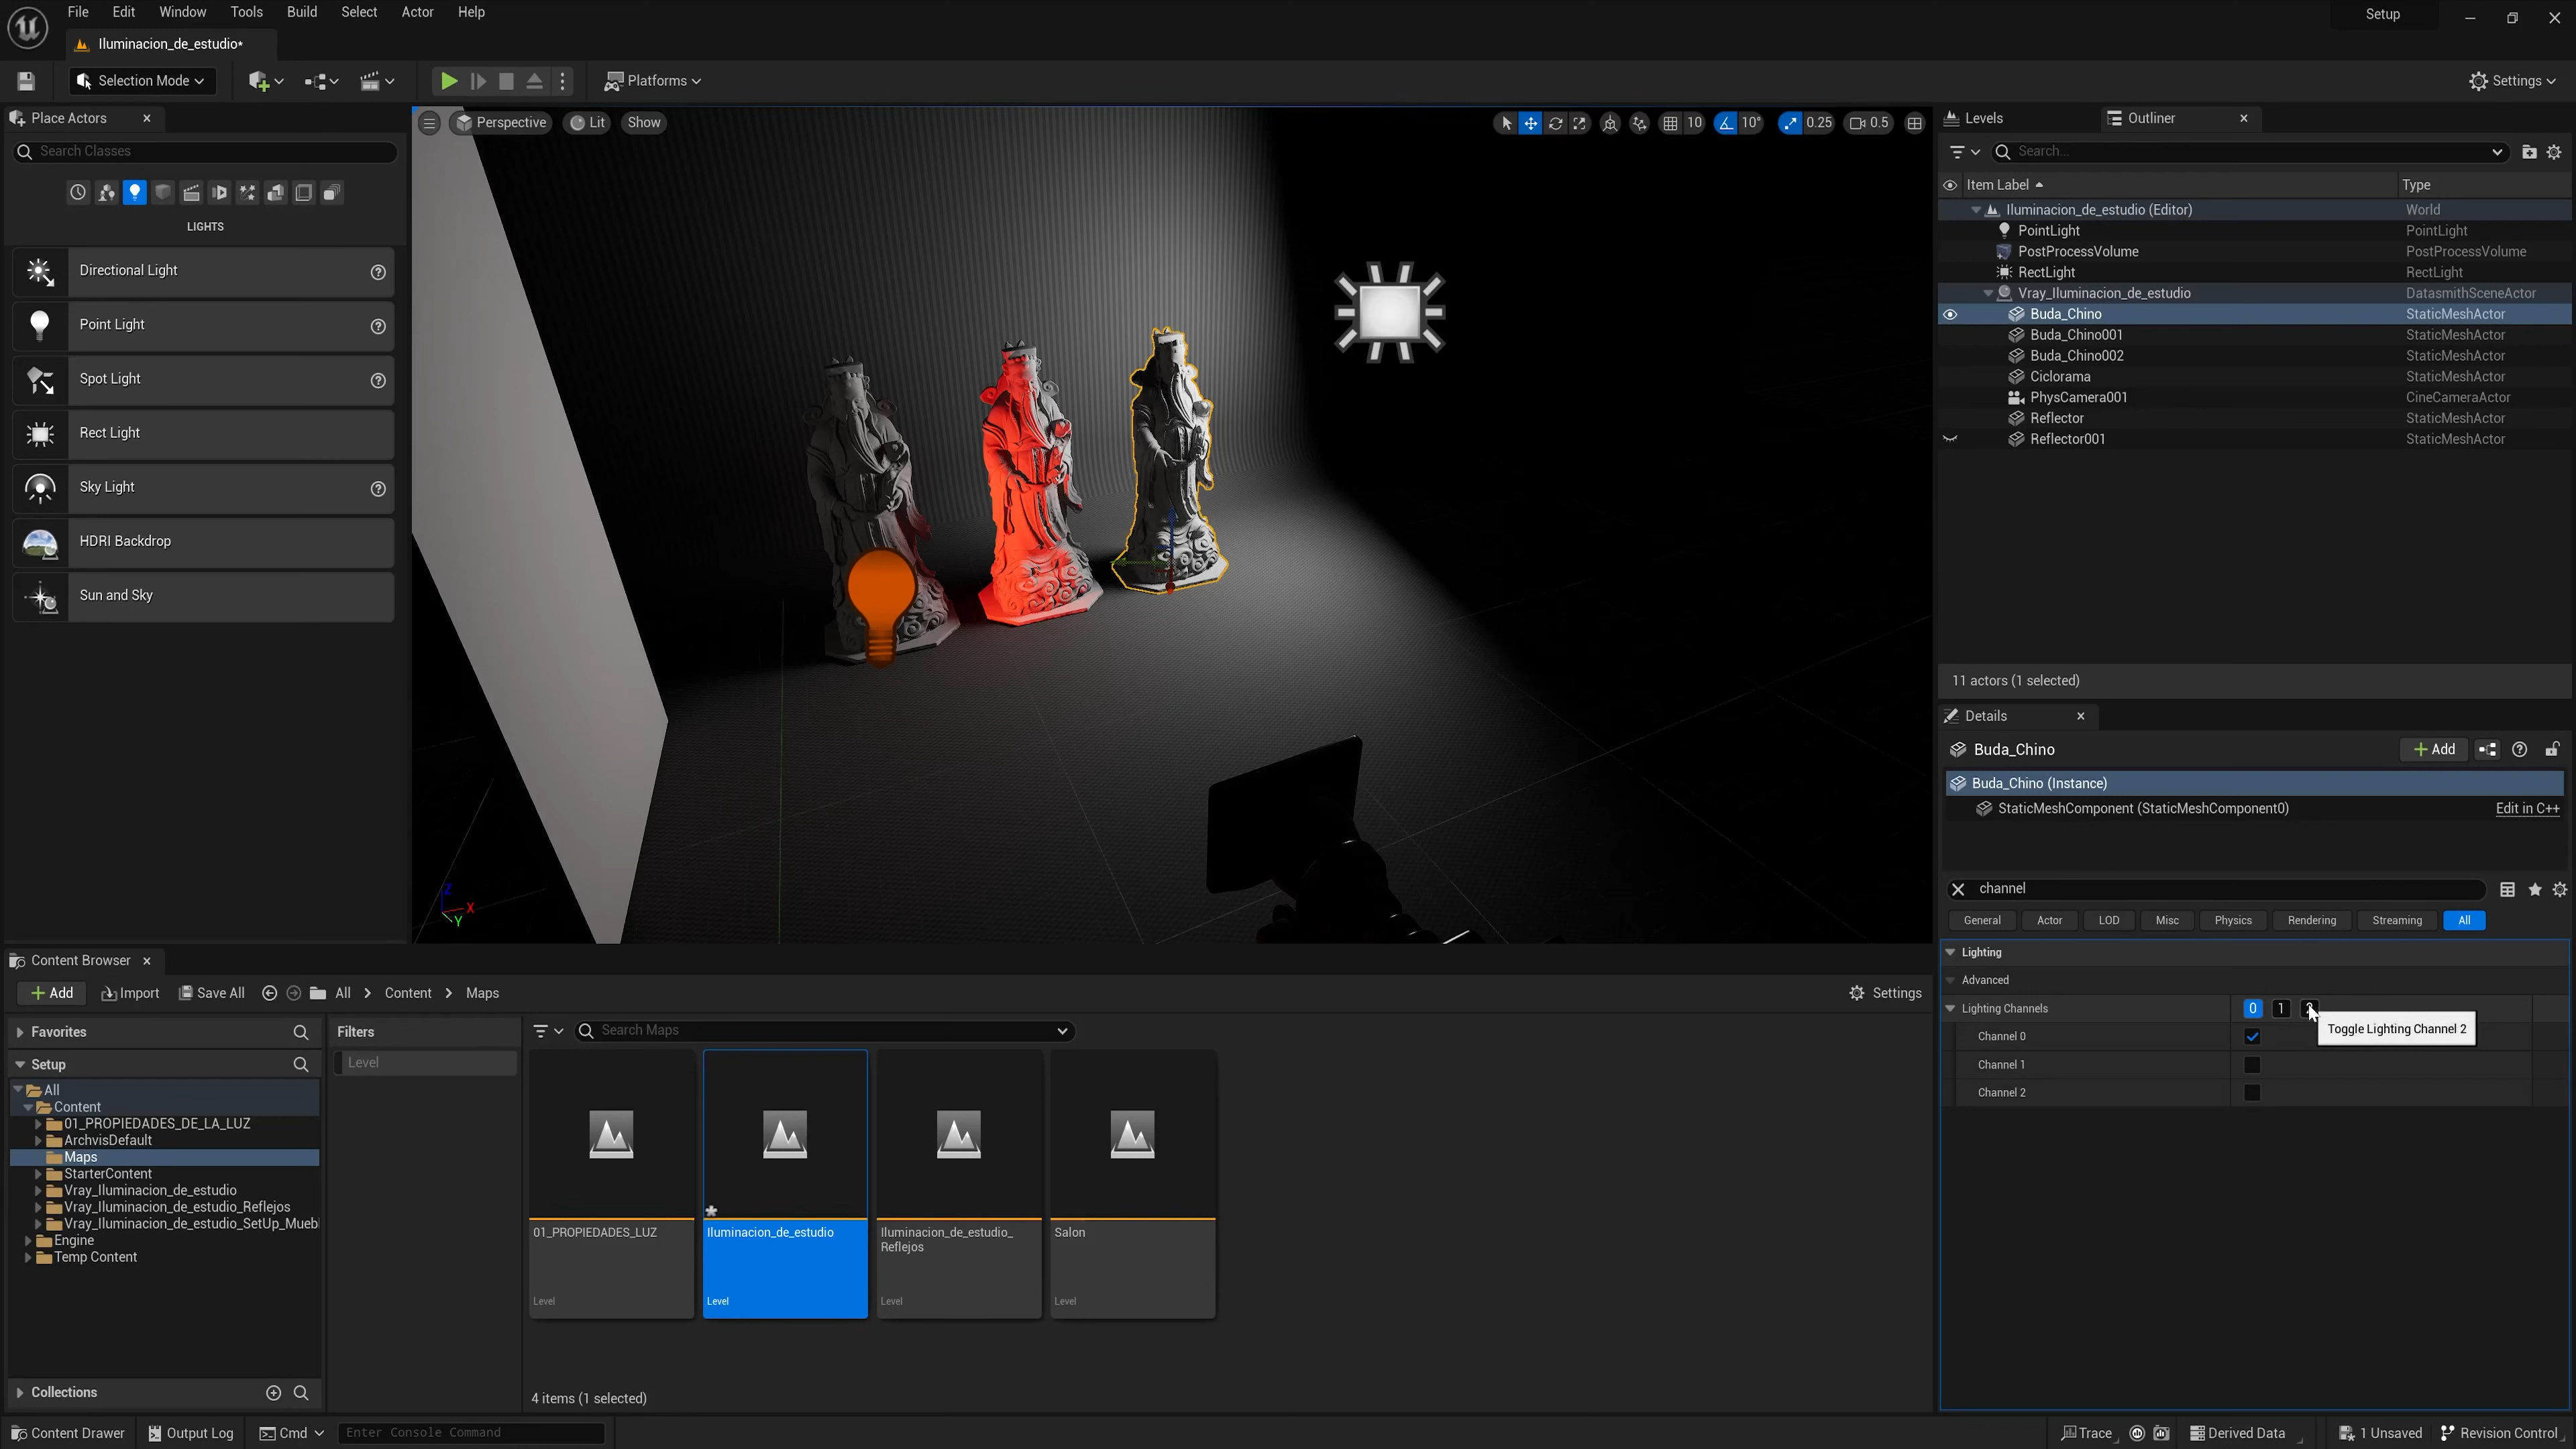 File Edit Window Tools Build Select Actor Help
Setup
Iluminacion_de_estudio*
Selection Mode
Platforms
Settings
Place Actors
Search Classes
LIGHTS
Directional Light
Point Light
Spot Light
Rect Light
Sky Light
HDRI Backdrop
Sun and Sky
Perspective Lit Show
10 10° 0.25 0.5
Z
X
Y
Levels Outliner
Search...
Item Label Type
Iluminacion_de_estudio (Editor) World
PointLight PointLight
PostProcessVolume PostProcessVolume
RectLight RectLight
Vray_Iluminacion_de_estudio DatasmithSceneActor
Buda_Chino StaticMeshActor
Buda_Chino001 StaticMeshActor
Buda_Chino002 StaticMeshActor
Ciclorama StaticMeshActor
PhysCamera001 CineCameraActor
Reflector StaticMeshActor
Reflector001 StaticMeshActor
11 actors (1 selected)
Details
Buda_Chino
Add
Buda_Chino (Instance)
StaticMeshComponent (StaticMeshComponent0) Edit in C++
channel
General Actor LOD Misc Physics Rendering Streaming All
Lighting
Advanced
Lighting Channels 0 1
Toggle Lighting Channel 2
Channel 0
Channel 1
Channel 2
Content Browser
Add Import Save All All Content Maps
Settings
Favorites
Setup
All
Content
01_PROPIEDADES_DE_LA_LUZ
ArchvisDefault
Maps
StarterContent
Vray_Iluminacion_de_estudio
Vray_Iluminacion_de_estudio_Reflejos
Vray_Iluminacion_de_estudio_SetUp_Muebl
Engine
Temp Content
Collections
Filters
Level
Search Maps
01_PROPIEDADES_LUZ
Level
Iluminacion_de_estudio
Level
Iluminacion_de_estudio_
Reflejos
Level
Salon
Level
4 items (1 selected)
Content Drawer Output Log Cmd Enter Console Command
Trace Derived Data 1 Unsaved Revision Control